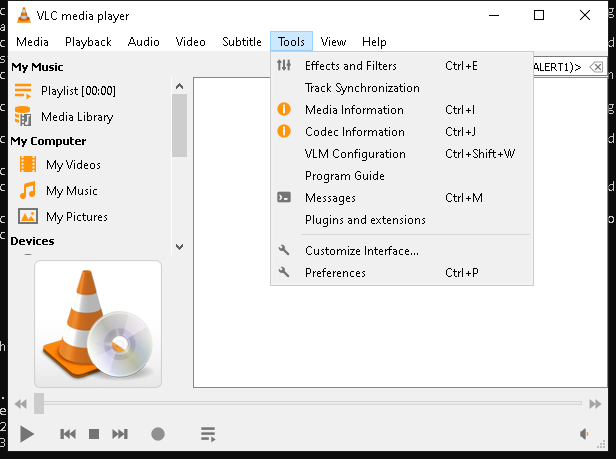 VLC media player
Media Playback Audio Video Subtitle Tools View Help
My Music
Playlist [00:00]
Media Library
My Computer
My Videos
My Music
My Pictures
Devices
ALERT1)>
Effects and Filters Ctrl+E
Track Synchronization
Media Information Ctrl+I
Codec Information Ctrl+J
VLM Configuration Ctrl+Shift+W
Program Guide
Messages Ctrl+M
Plugins and extensions
Customize Interface...
Preferences Ctrl+P